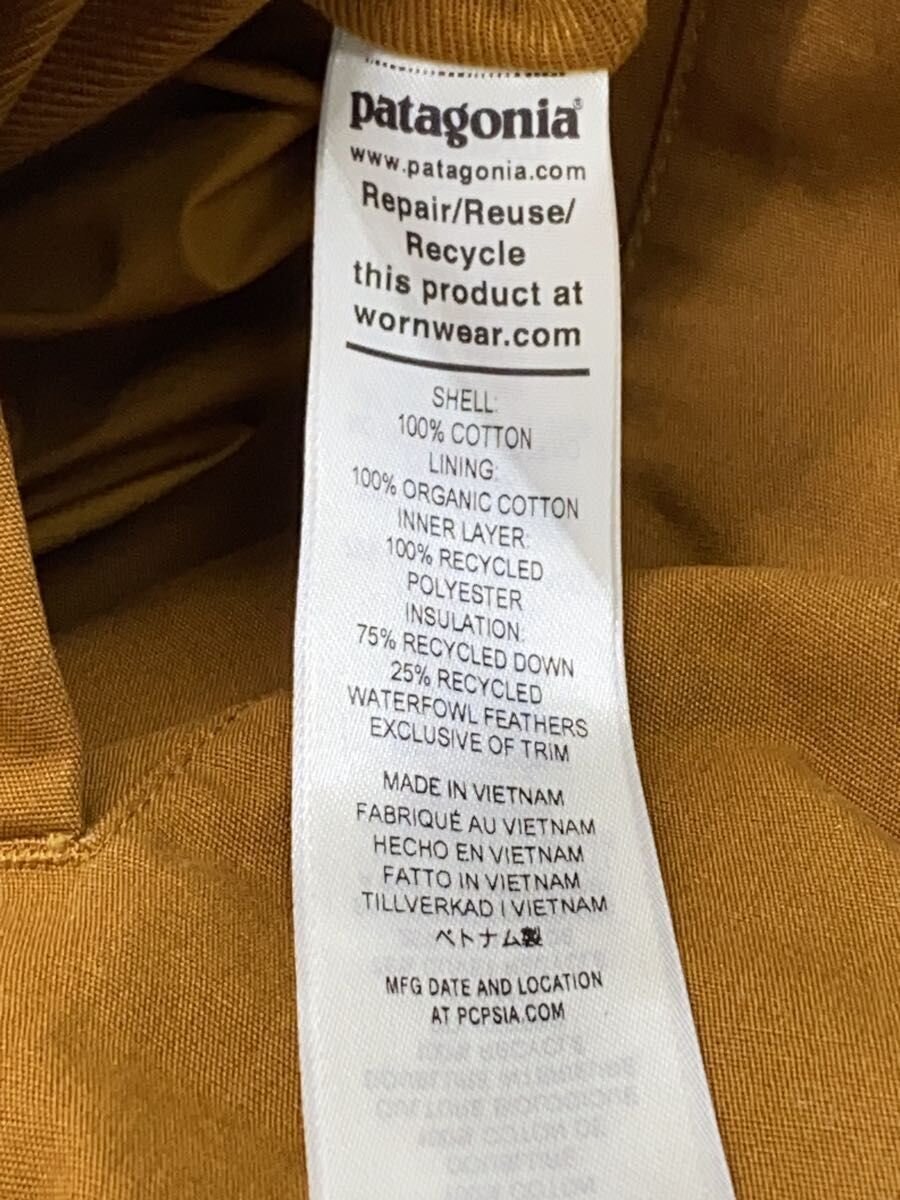 patagonia®
www.patagonia.com
Repair/Reuse/
Recycle
this product at
wornwear.com
SHELL:
100% COTTON
LINING:
100% ORGANIC COTTON
INNER LAYER:
100% RECYCLED
POLYESTER
INSULATION:
75% RECYCLED DOWN
25% RECYCLED
WATERFOWL FEATHERS
EXCLUSIVE OF TRIM
MADE IN VIETNAM
FABRIQUÉ AU VIETNAM
HECHO EN VIETNAM
FATTO IN VIETNAM
TILLVERKAD I VIETNAM
ベトナム製
MFG DATE AND LOCATION
AT PCPSIA.COM